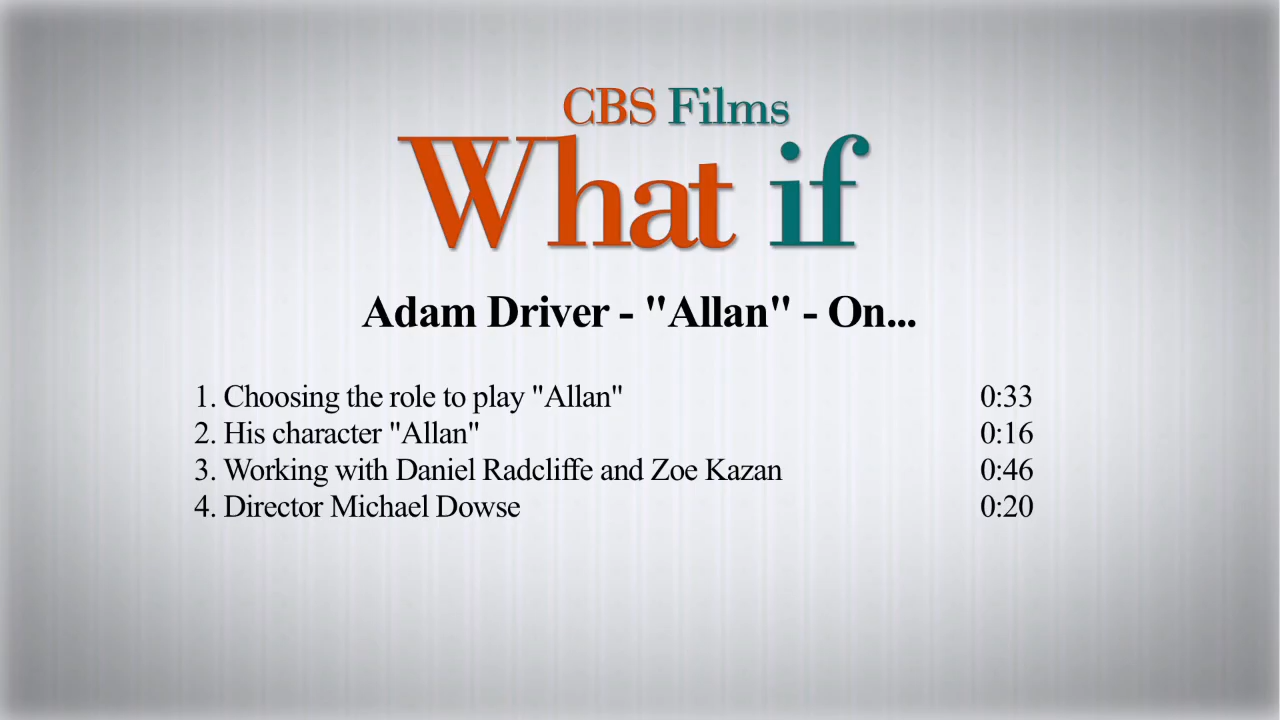 CBS Films
What if
Adam Driver - "Allan" - On...
1. Choosing the role to play "Allan" 0:33
2. His character "Allan" 0:16
3. Working with Daniel Radcliffe and Zoe Kazan 0:46
4. Director Michael Dowse 0:20